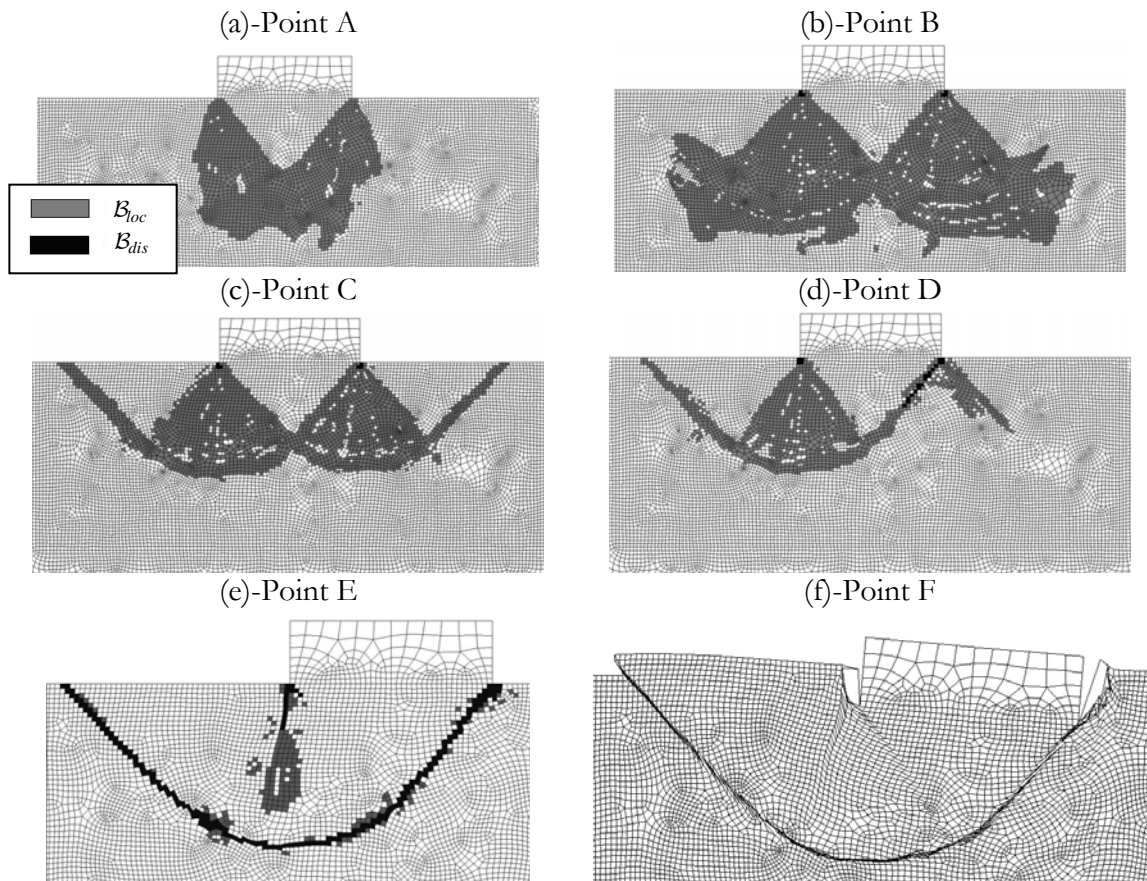 (a)-Point A
(b)-Point B
𝓑loc
𝓑dis
(c)-Point C
(d)-Point D
(e)-Point E
(f)-Point F